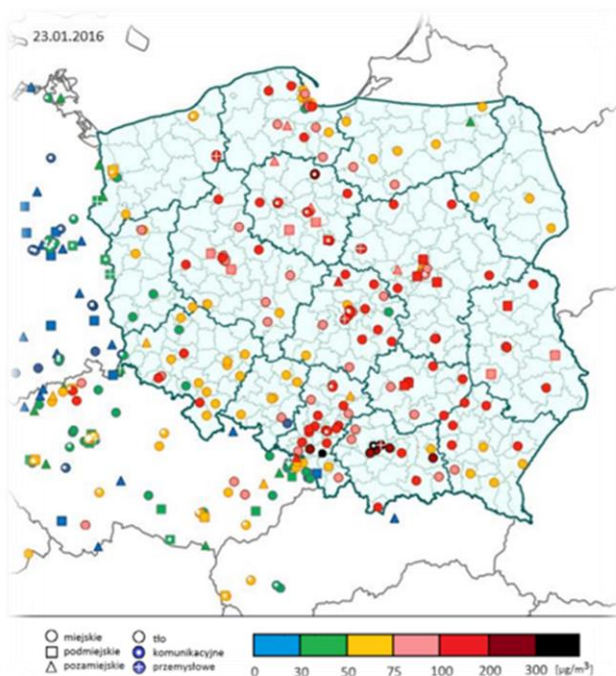 23.01.2016
miejskie
tło
podmiejskie
komunikacyjne
pozamiejskie
przemysłowe
0 30 50 75 100 200 300 [µg/m³]